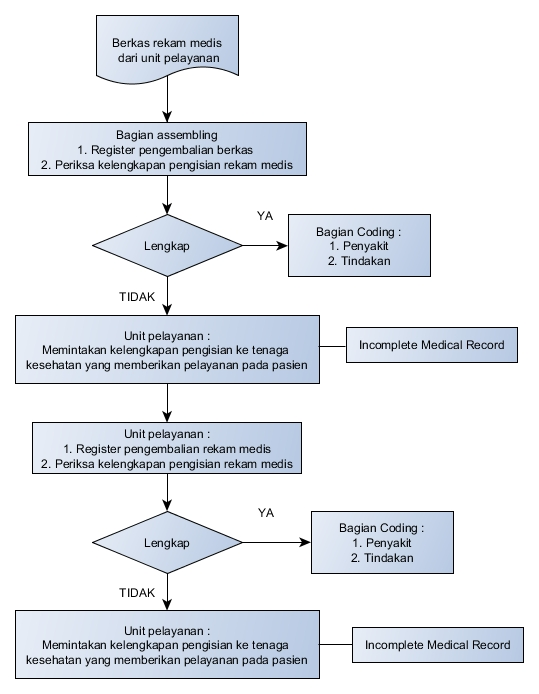 Berkas rekam medis
dari unit pelayanan
Bagian assembling
1. Register pengembalian berkas
2. Periksa kelengkapan pengisian rekam medis
Lengkap
YA
Bagian Coding :
1. Penyakit
2. Tindakan
TIDAK
Unit pelayanan :
Memintakan kelengkapan pengisian ke tenaga
kesehatan yang memberikan pelayanan pada pasien
Incomplete Medical Record
Unit pelayanan :
1. Register pengembalian rekam medis
2. Periksa kelengkapan pengisian rekam medis
Lengkap
YA
Bagian Coding :
1. Penyakit
2. Tindakan
TIDAK
Unit pelayanan :
Memintakan kelengkapan pengisian ke tenaga
kesehatan yang memberikan pelayanan pada pasien
Incomplete Medical Record